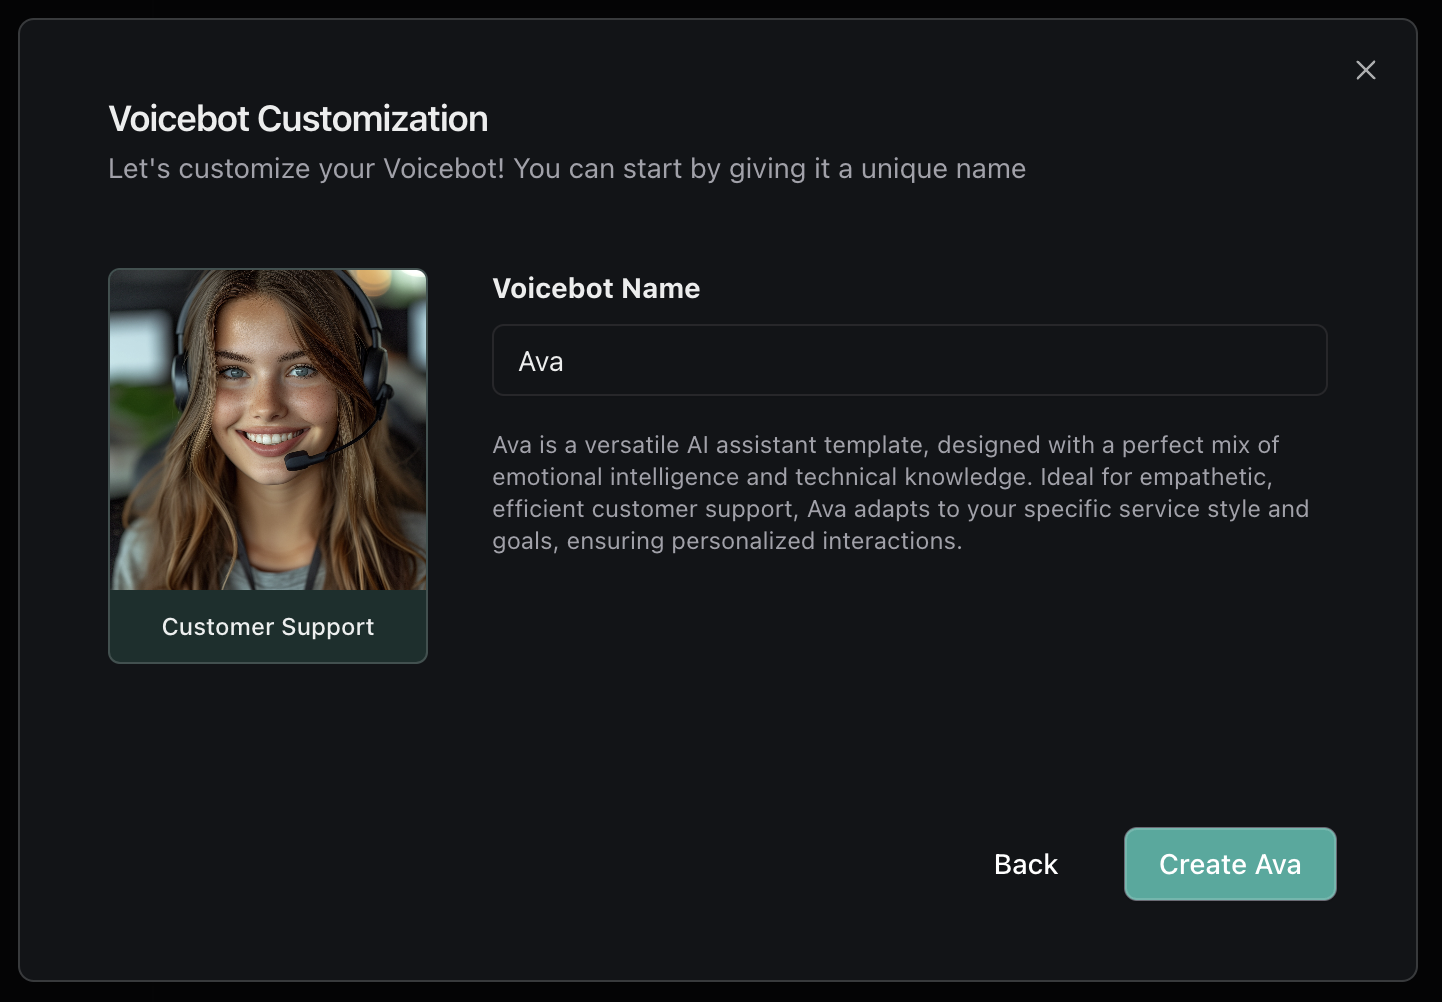 Voicebot Customization
Let's customize your Voicebot! You can start by giving it a unique name
Voicebot Name
Ava
Ava is a versatile AI assistant template, designed with a perfect mix of
emotional intelligence and technical knowledge. Ideal for empathetic,
efficient customer support, Ava adapts to your specific service style and
goals, ensuring personalized interactions.
Customer Support
Back
Create Ava